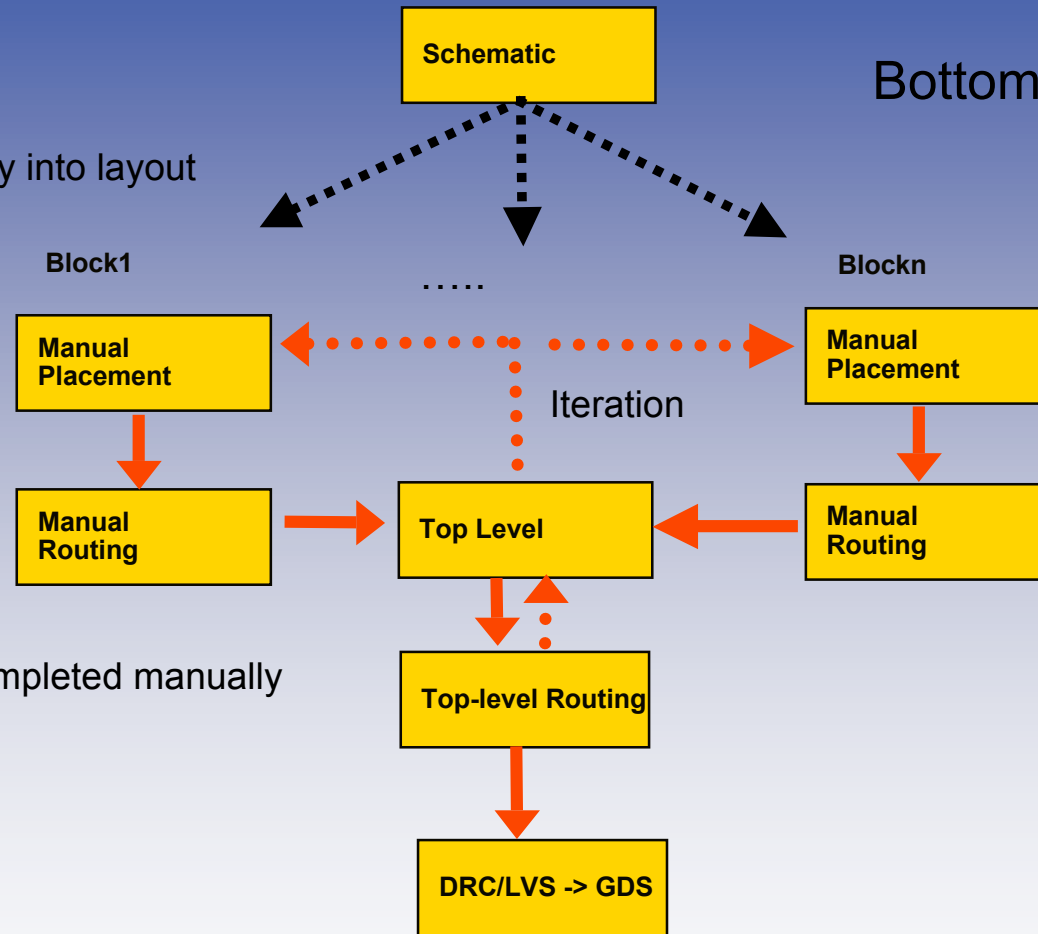 Schematic
Bottom
y into layout
Block1
…..
Blockn
Manual
Placement
Manual
Placement
Iteration
Manual
Routing
Top Level
Manual
Routing
mpleted manually
Top-level Routing
DRC/LVS -> GDS